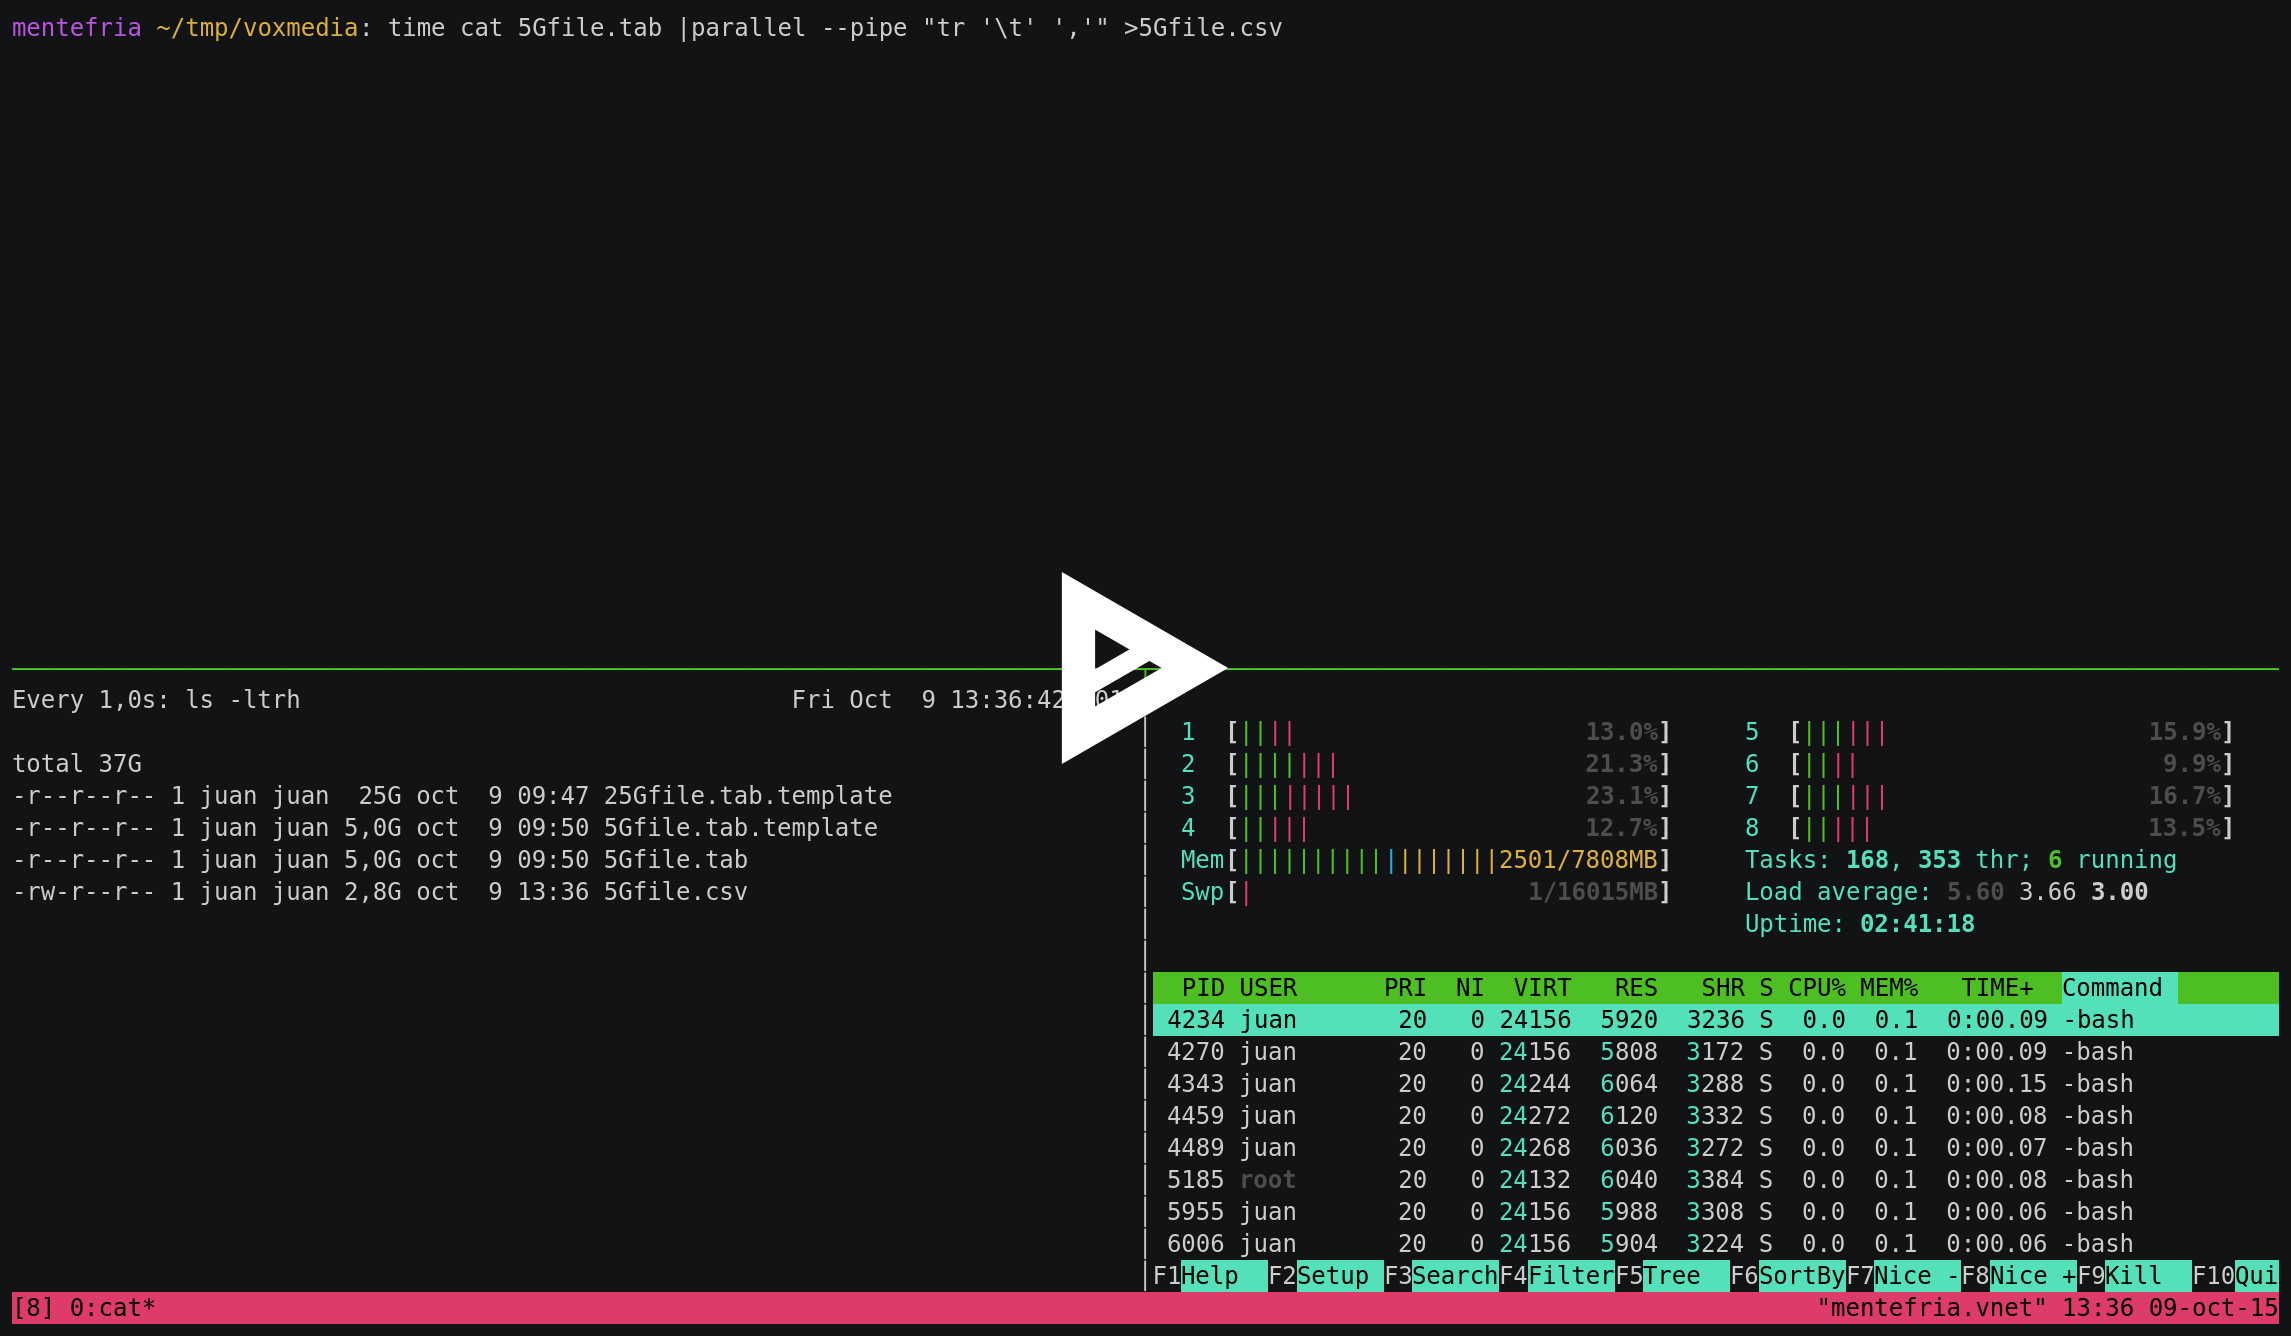 mentefria ~/tmp/voxmedia: time cat 5Gfile.tab |parallel --pipe "tr '\t' ','" >5Gfile.csv
Every 1,0s: ls -ltrh Fri Oct  9 13:36:42
total 37G
-r--r--r-- 1 juan juan  25G oct  9 09:47 25Gfile.tab.template
-r--r--r-- 1 juan juan 5,0G oct  9 09:50 5Gfile.tab.template
-r--r--r-- 1 juan juan 5,0G oct  9 09:50 5Gfile.tab
-rw-r--r-- 1 juan juan 2,8G oct  9 13:36 5Gfile.csv
1 [|||| 13.0%] 5 [|||||| 15.9%]
2 [||||||| 21.3%] 6 [|||| 9.9%]
3 [|||||||| 23.1%] 7 [|||||| 16.7%]
4 [||||| 12.7%] 8 [||||| 13.5%]
Mem[||||||||||||||||||2501/7808MB] Tasks: 168, 353 thr; 6 running
Swp[| 1/16015MB] Load average: 5.60 3.66 3.00
Uptime: 02:41:18
PID USER PRI NI VIRT RES SHR S CPU% MEM% TIME+ Command
4234 juan 20 0 24156 5920 3236 S 0.0 0.1 0:00.09 -bash
4270 juan 20 0 24156 5808 3172 S 0.0 0.1 0:00.09 -bash
4343 juan 20 0 24244 6064 3288 S 0.0 0.1 0:00.15 -bash
4459 juan 20 0 24272 6120 3332 S 0.0 0.1 0:00.08 -bash
4489 juan 20 0 24268 6036 3272 S 0.0 0.1 0:00.07 -bash
5185 root 20 0 24132 6040 3384 S 0.0 0.1 0:00.08 -bash
5955 juan 20 0 24156 5988 3308 S 0.0 0.1 0:00.06 -bash
6006 juan 20 0 24156 5904 3224 S 0.0 0.1 0:00.06 -bash
F1Help F2Setup F3SearchF4FilterF5Tree F6SortByF7Nice -F8Nice +F9Kill F10Qui
[8] 0:cat* "mentefria.vnet" 13:36 09-oct-15